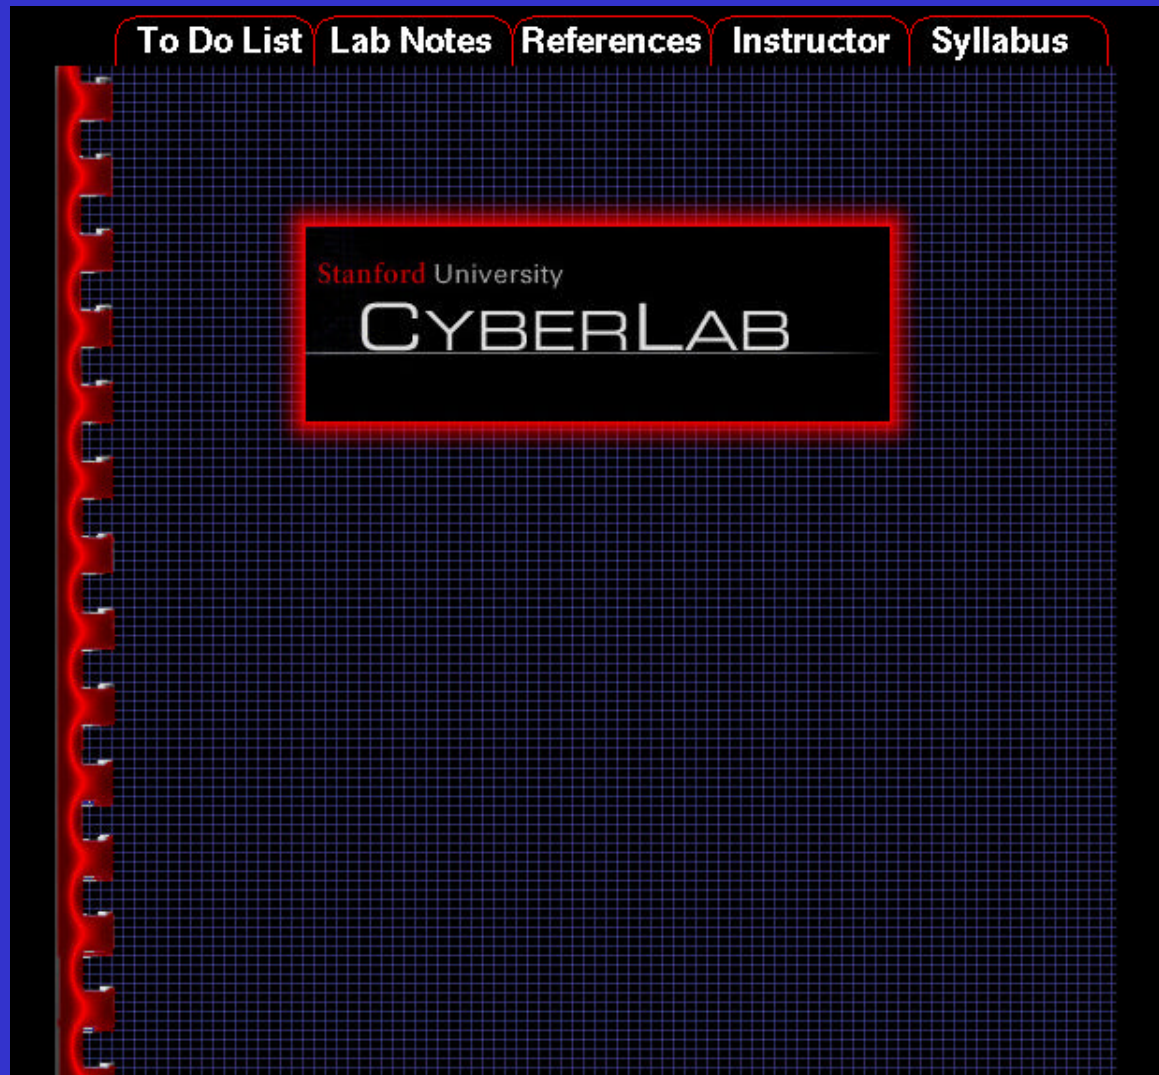 To Do List Lab Notes References Instructor Syllabus
Stanford University
CYBERLAB